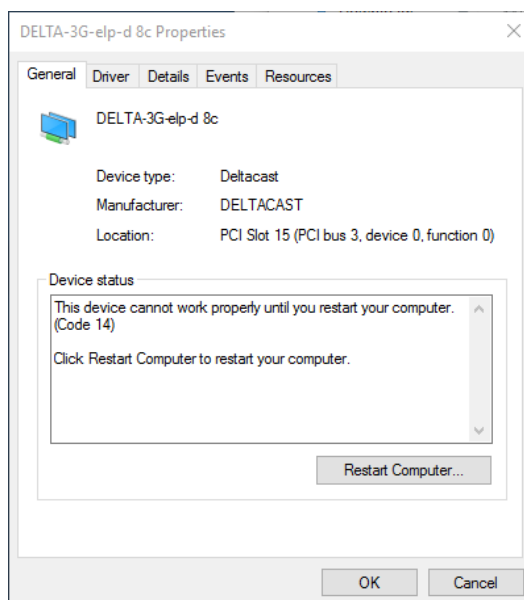 DELTA-3G-elp-d 8c Properties
General Driver Details Events Resources
DELTA-3G-elp-d 8c
Device type: Deltacast
Manufacturer: DELTACAST
Location: PCI Slot 15 (PCI bus 3, device 0, function 0)
Device status
This device cannot work properly until you restart your computer.
(Code 14)
Click Restart Computer to restart your computer.
Restart Computer...
OK Cancel